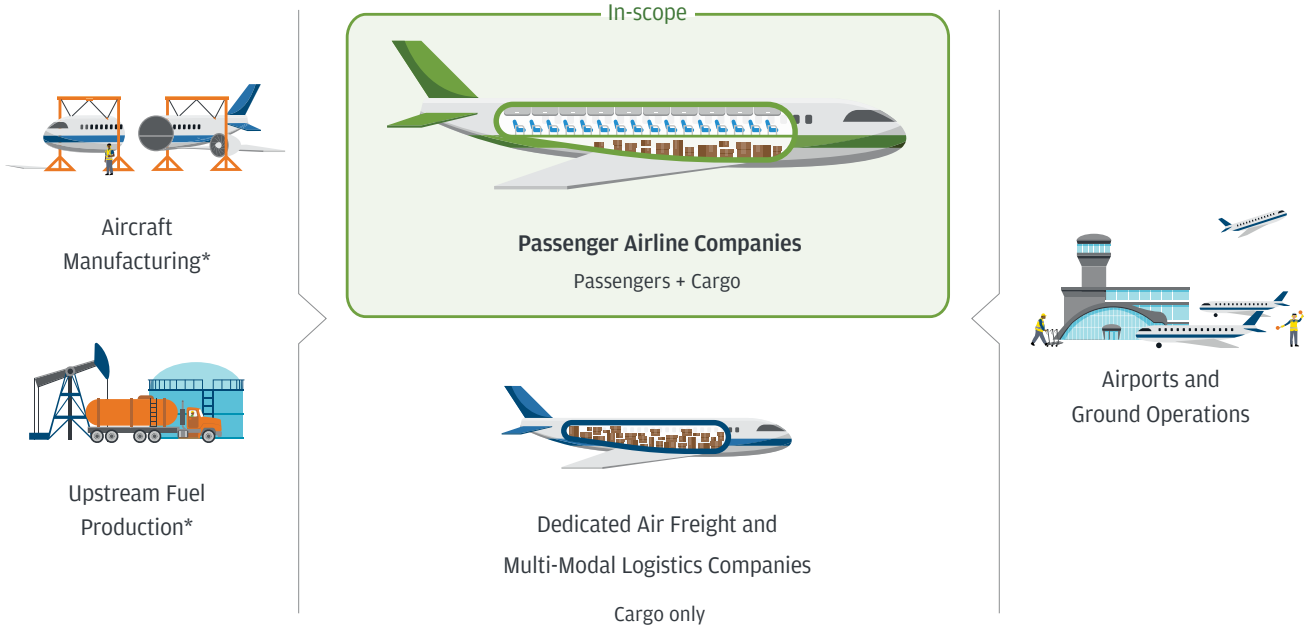 In-scope
Aircraft
Manufacturing*
Upstream Fuel
Production*
Passenger Airline Companies
Passengers + Cargo
Dedicated Air Freight and
Multi-Modal Logistics Companies
Cargo only
Airports and
Ground Operations